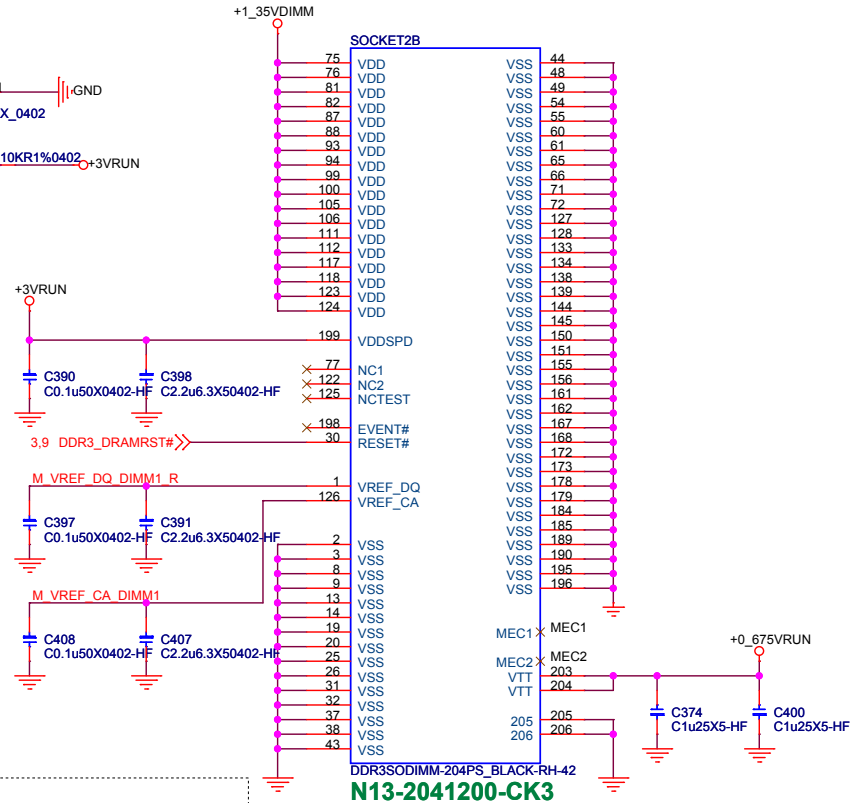 +1_35VDIMM
SOCKET2B
75 VDD VSS 44
76 VDD VSS 48
81 VDD VSS 49
82 VDD VSS 54
87 VDD VSS 55
88 VDD VSS 60
93 VDD VSS 61
94 VDD VSS 65
99 VDD VSS 66
100 VDD VSS 71
105 VDD VSS 72
106 VDD VSS 127
111 VDD VSS 128
112 VDD VSS 133
117 VDD VSS 134
118 VDD VSS 138
123 VDD VSS 139
124 VDD VSS 144
VSS 145
199 VDDSPD VSS 150
VSS 151
77 NC1 VSS 155
122 NC2 VSS 156
125 NCTEST VSS 161
VSS 162
198 EVENT# VSS 167
30 RESET# VSS 168
VSS 172
VSS 173
1 VREF_DQ VSS 178
126 VREF_CA VSS 179
VSS 184
VSS 185
2 VSS VSS 189
3 VSS VSS 190
8 VSS VSS 195
9 VSS VSS 196
13 VSS
14 VSS
19 VSS MEC1 MEC1
20 VSS
25 VSS MEC2 MEC2
26 VSS VTT 203
31 VSS VTT 204
32 VSS
37 VSS 205 205
38 VSS 206 206
43 VSS
DDR3SODIMM-204PS_BLACK-RH-42
N13-2041200-CK3
GND
X_0402
10KR1%0402
+3VRUN
+3VRUN
C390
C0.1u50X0402-HF
C398
C2.2u6.3X50402-HF
3,9 DDR3_DRAMRST#
M_VREF_DQ_DIMM1_R
C397
C0.1u50X0402-HF
C391
C2.2u6.3X50402-HF
M_VREF_CA_DIMM1
C408
C0.1u50X0402-HF
C407
C2.2u6.3X50402-HF
+0_675VRUN
C374
C1u25X5-HF
C400
C1u25X5-HF